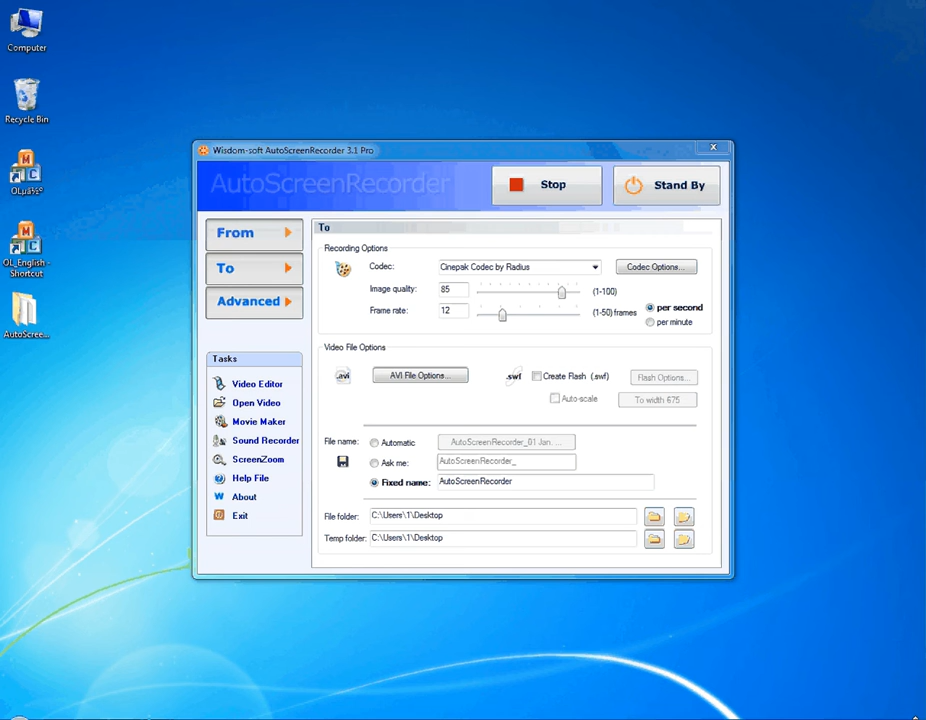 Computer
Recycle Bin
OLµä½º
OL_English -
Shortcut
AutoScree...
Wisdom-soft AutoScreenRecorder 3.1 Pro
X
AutoScreenRecorder
Stop
Stand By
From
To
Advanced
Tasks
Video Editor
Open Video
Movie Maker
Sound Recorder
ScreenZoom
Help File
About
Exit
To
Recording Options
Codec:
Cinepak Codec by Radius
Codec Options...
Image quality:
85
(1-100)
Frame rate:
12
(1-50) frames
per second
per minute
Video File Options
.avi
AVI File Options...
.swf
Create Flash (.swf)
Flash Options...
Auto-scale
To width 675
File name:
Automatic
AutoScreenRecorder_01 Jan. ...
Ask me:
AutoScreenRecorder_
Fixed name:
AutoScreenRecorder
File folder:
C:\Users\1\Desktop
Temp folder:
C:\Users\1\Desktop